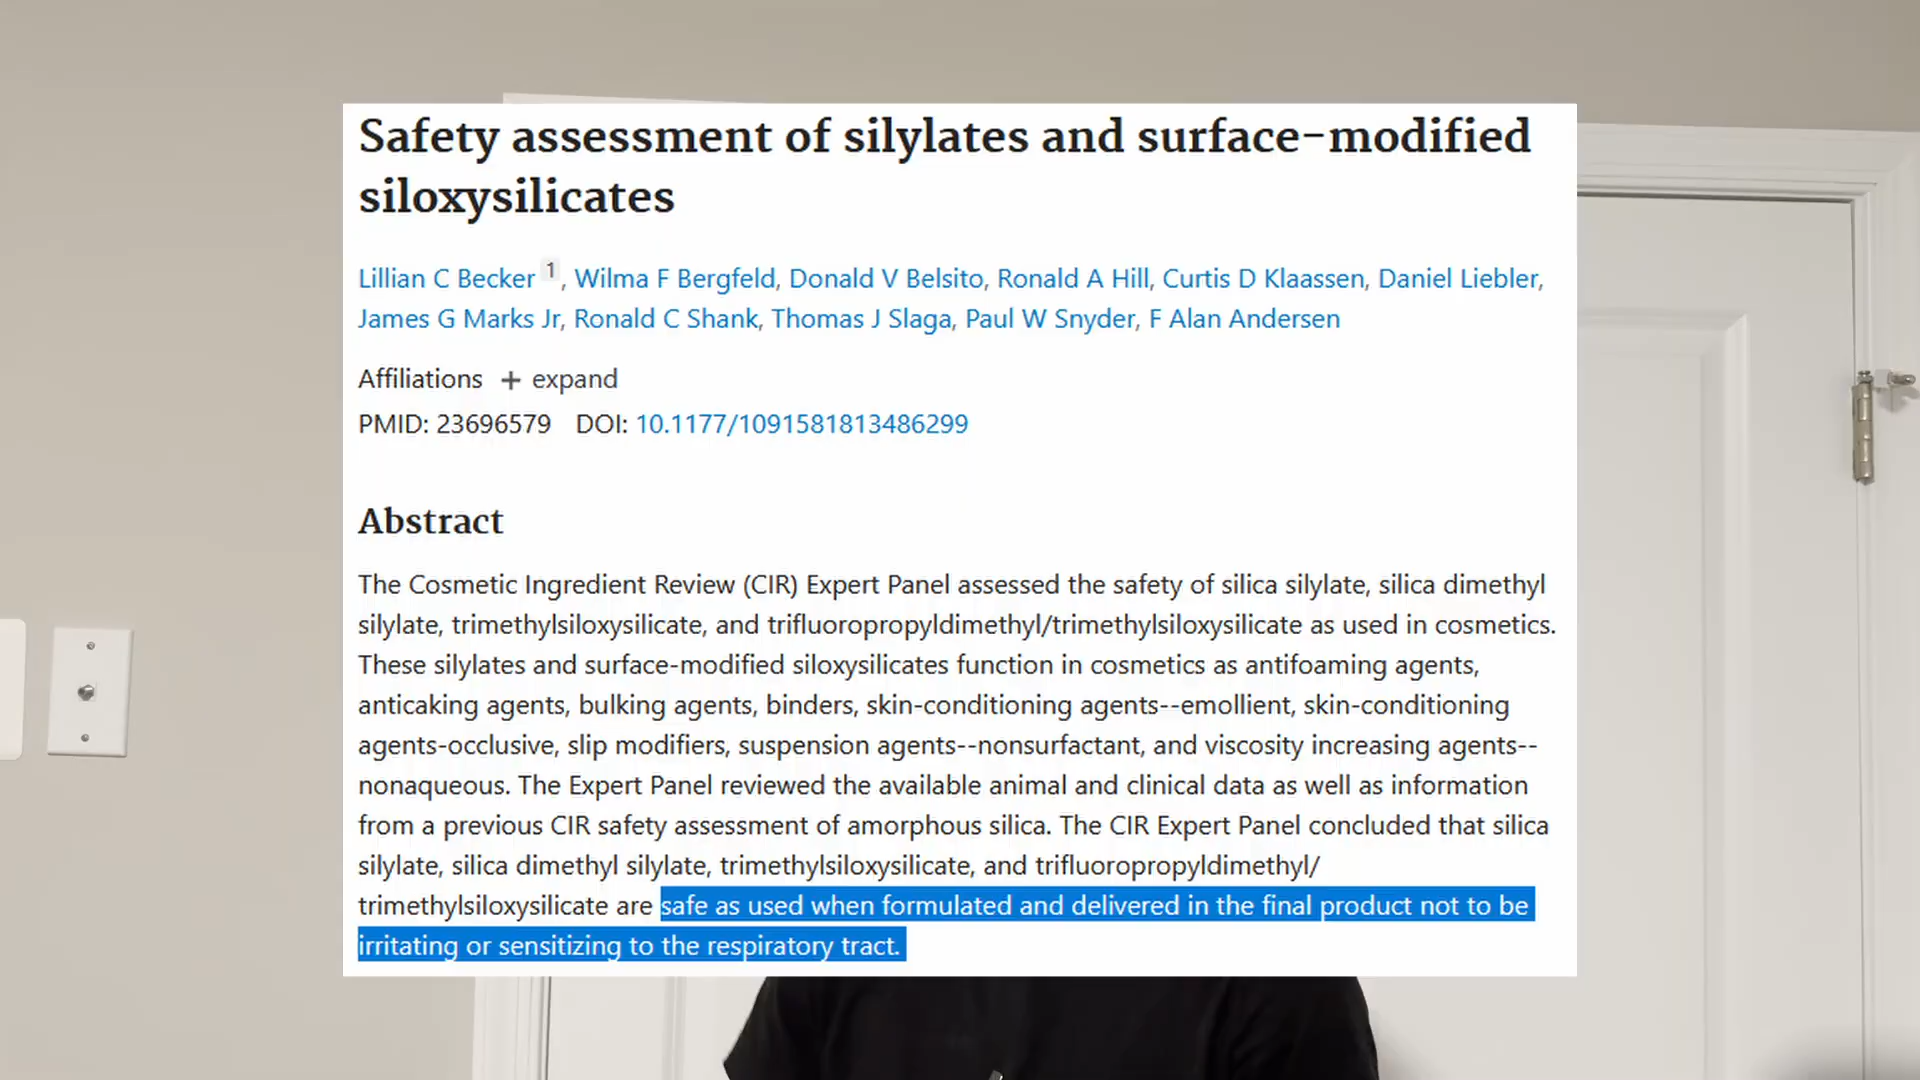 Safety assessment of silylates and surface-modified
siloxysilicates
Lillian C Becker 1, Wilma F Bergfeld, Donald V Belsito, Ronald A Hill, Curtis D Klaassen, Daniel Liebler,
James G Marks Jr, Ronald C Shank, Thomas J Slaga, Paul W Snyder, F Alan Andersen
Affiliations + expand
PMID: 23696579 DOI: 10.1177/1091581813486299
Abstract
The Cosmetic Ingredient Review (CIR) Expert Panel assessed the safety of silica silylate, silica dimethyl
silylate, trimethylsiloxysilicate, and trifluoropropyldimethyl/trimethylsiloxysilicate as used in cosmetics.
These silylates and surface-modified siloxysilicates function in cosmetics as antifoaming agents,
anticaking agents, bulking agents, binders, skin-conditioning agents--emollient, skin-conditioning
agents-occlusive, slip modifiers, suspension agents--nonsurfactant, and viscosity increasing agents--
nonaqueous. The Expert Panel reviewed the available animal and clinical data as well as information
from a previous CIR safety assessment of amorphous silica. The CIR Expert Panel concluded that silica
silylate, silica dimethyl silylate, trimethylsiloxysilicate, and trifluoropropyldimethyl/
trimethylsiloxysilicate are safe as used when formulated and delivered in the final product not to be
irritating or sensitizing to the respiratory tract.